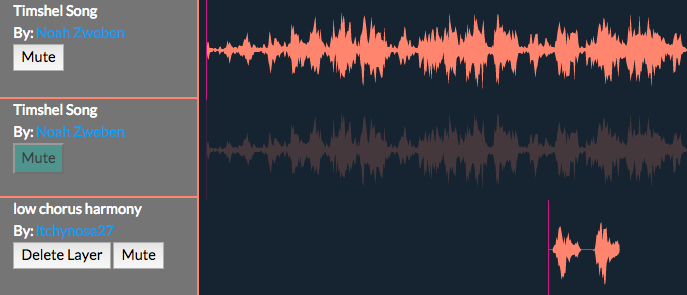 Timshel Song
By: Noah Zweben
Mute
Timshel Song
By: Noah Zweben
Mute
low chorus harmony
By: itchynose27
Delete Layer Mute